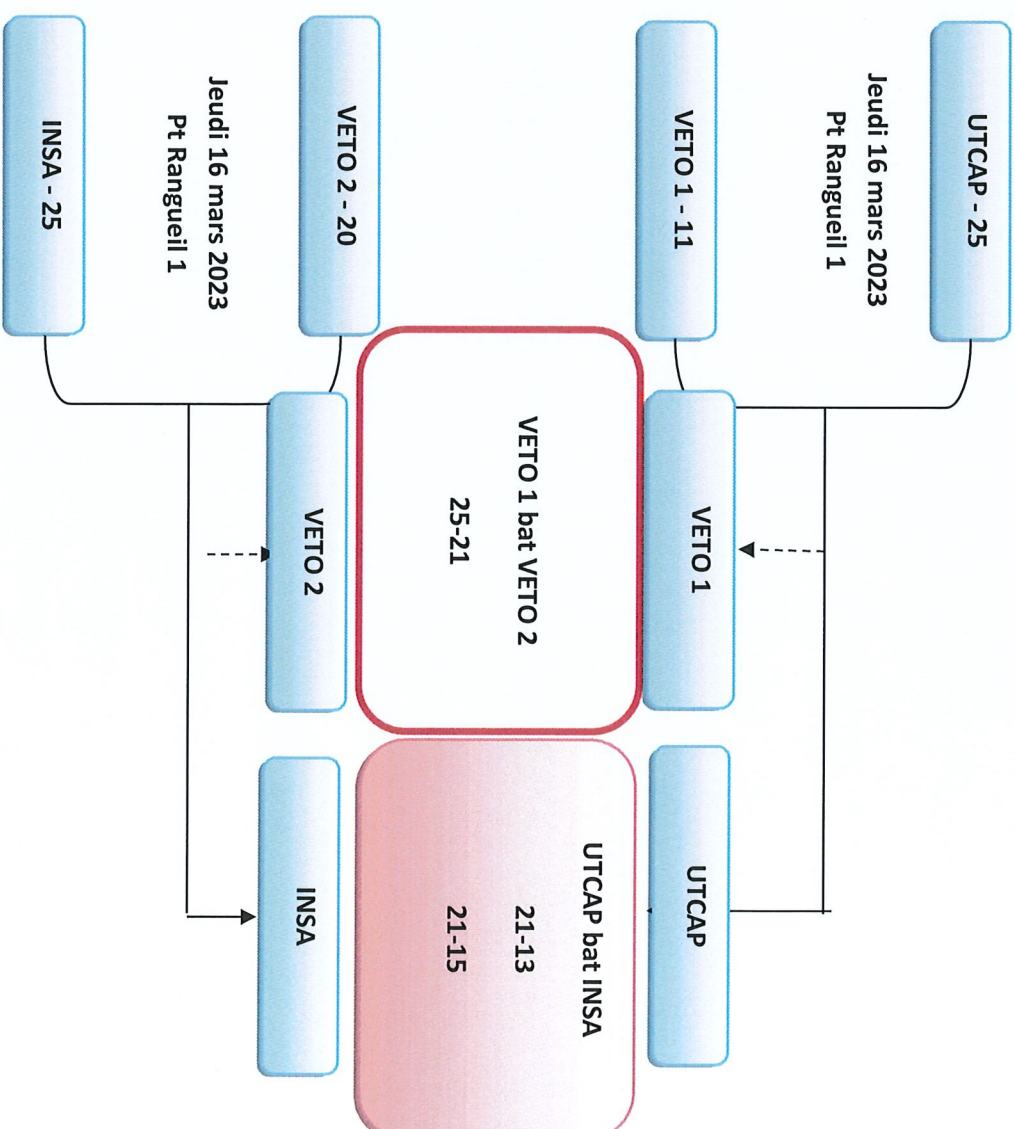 UTCAP - 25
Jeudi 16 mars 2023
Pt Rangueil 1
VETO 1 - 11
VETO 2 - 20
Jeudi 16 mars 2023
Pt Rangueil 1
INSA - 25
VETO 1
VETO 1 bat VETO 2
25-21
VETO 2
UTCAP
UTCAP bat INSA
21-13
21-15
INSA